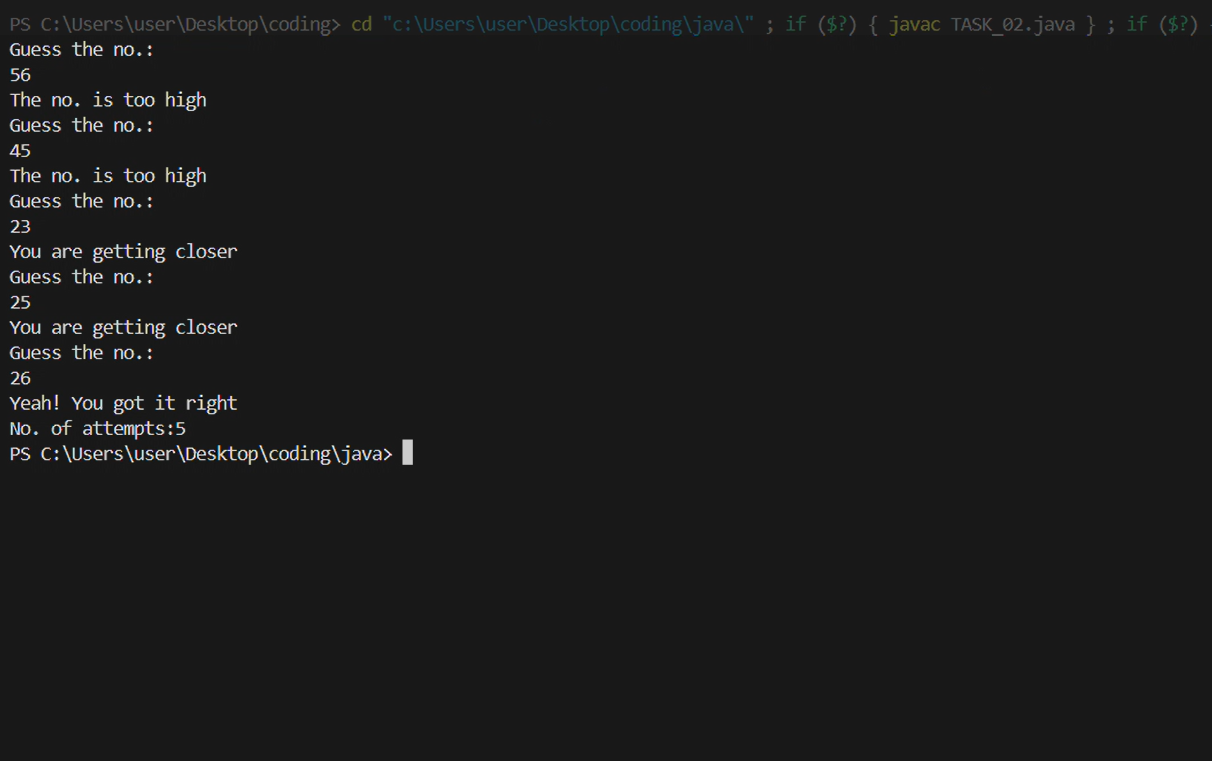 PS C:\Users\user\Desktop\coding> cd "c:\Users\user\Desktop\coding\java\" ; if ($?) { javac TASK_02.java } ; if ($?)
Guess the no.:
56
The no. is too high
Guess the no.:
45
The no. is too high
Guess the no.:
23
You are getting closer
Guess the no.:
25
You are getting closer
Guess the no.:
26
Yeah! You got it right
No. of attempts:5
PS C:\Users\user\Desktop\coding\java>